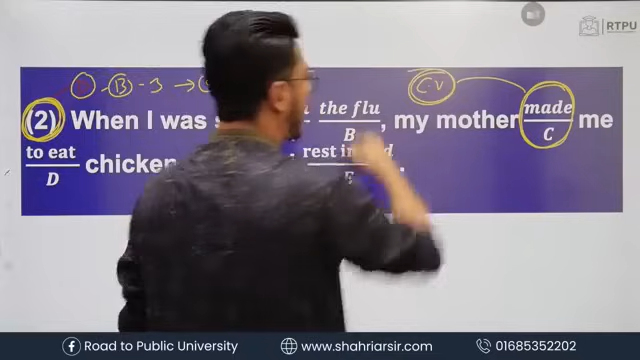 RTPU
B - 3 →
C.V
(2) When I was the flu, my mother made me
B C
to eat chicken rest in
D E
Road to Public University www.shahriarsir.com 01685352202